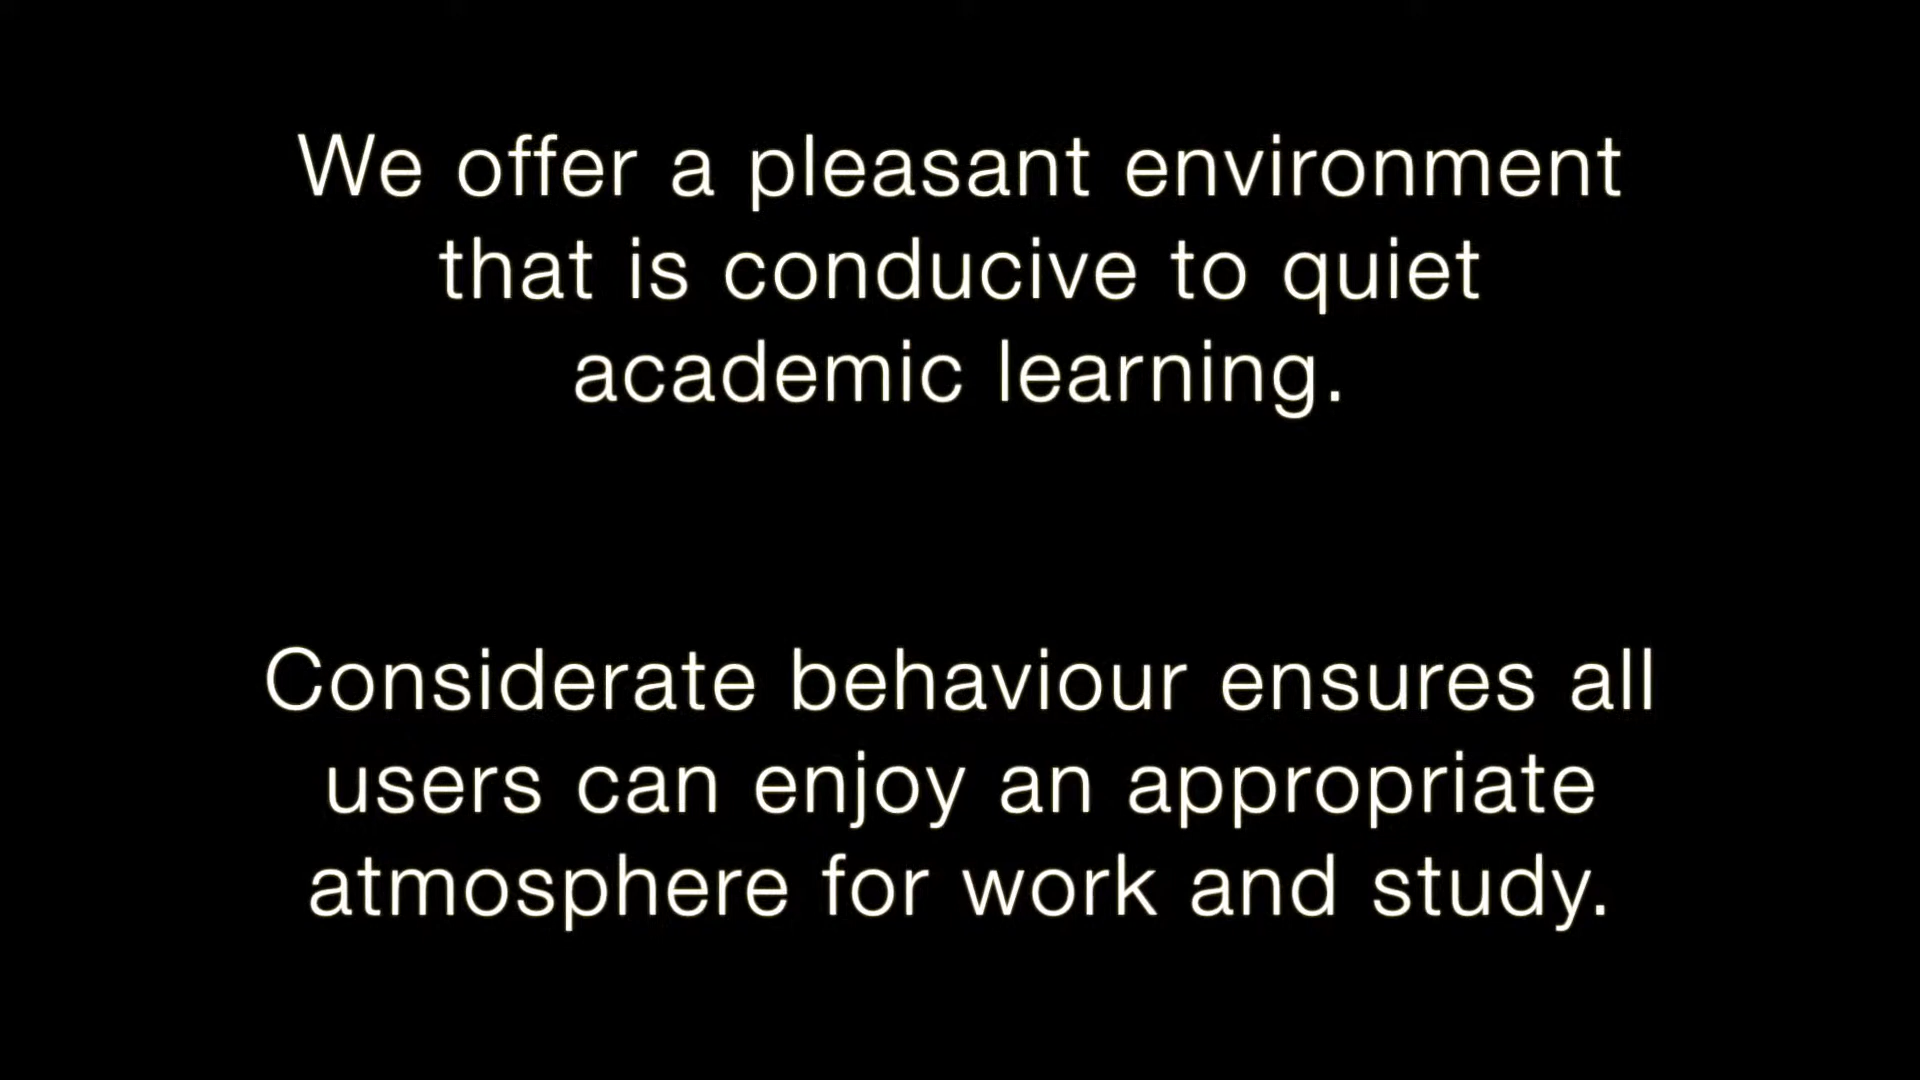 We offer a pleasant environment
that is conducive to quiet
academic learning.
Considerate behaviour ensures all
users can enjoy an appropriate
atmosphere for work and study.